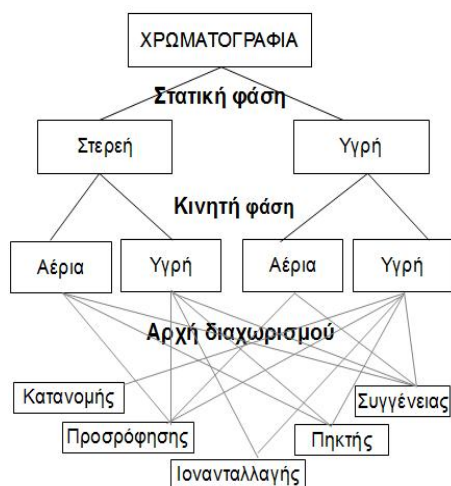 ΧΡΩΜΑΤΟΓΡΑΦΙΑ
Στατική φάση
Στερεή Υγρή
Κινητή φάση
Αέρια Υγρή Αέρια Υγρή
Αρχή διαχωρισμού
Κατανομής Συγγένειας
Προσρόφησης Πηκτής
Ιονανταλλαγής